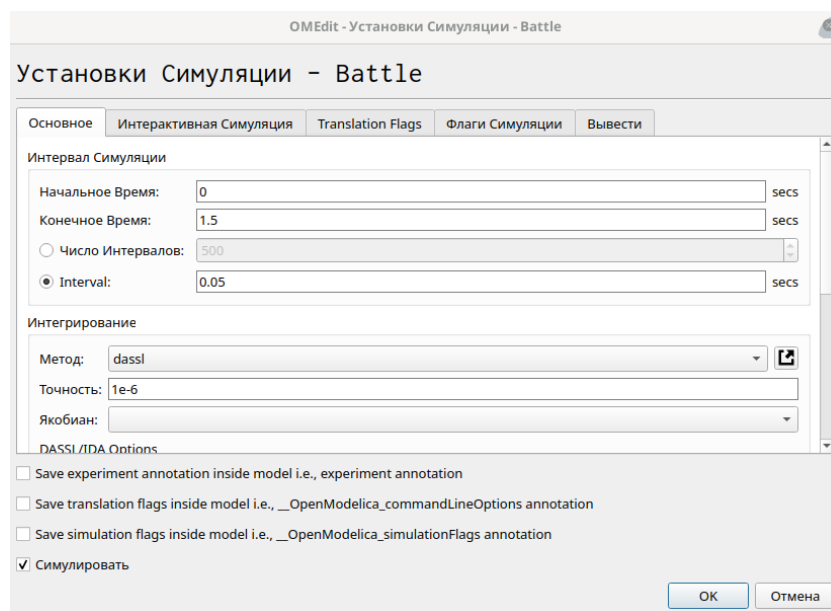 OMEdit - Установки Симуляции - Battle
Установки Симуляции - Battle
Основное Интерактивная Симуляция Translation Flags Флаги Симуляции Вывести
Интервал Симуляции
Начальное Время: 0 secs
Конечное Время: 1.5 secs
Число Интервалов: 500
Interval: 0.05 secs
Интегрирование
Метод: dassl
Точность: 1e-6
Якобиан:
DASSL/IDA Options
Save experiment annotation inside model i.e., experiment annotation
Save translation flags inside model i.e., __OpenModelica_commandLineOptions annotation
Save simulation flags inside model i.e., __OpenModelica_simulationFlags annotation
Симулировать
OK Отмена